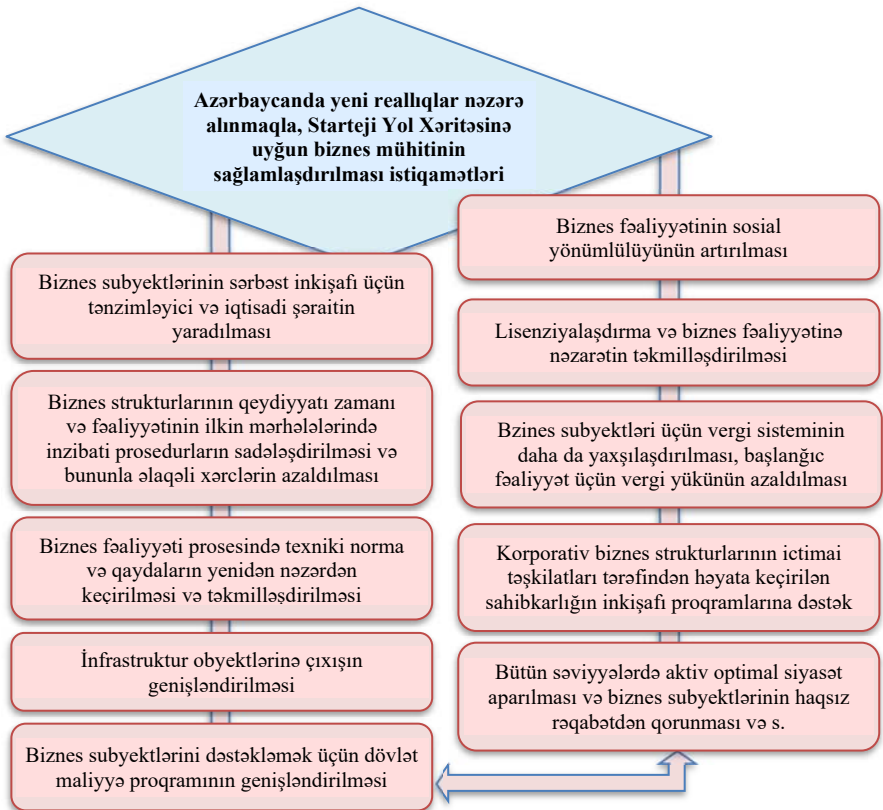 Azərbaycanda yeni reallıqlar nəzərə
alınmaqla, Starteji Yol Xəritəsinə
uyğun biznes mühitinin
sağlamlaşdırılması istiqamətləri
Biznes subyektlərinin sərbəst inkişafı üçün
tənzimləyici və iqtisadi şəraitin
yaradılması
Biznes strukturlarının qeydiyyatı zamanı
və fəaliyyətinin ilkin mərhələlərində
inzibati prosedurların sadələşdirilməsi və
bununla əlaqəli xərclərin azaldılması
Biznes fəaliyyəti prosesində texniki norma
və qaydaların yenidən nəzərdən
keçirilməsi və təkmilləşdirilməsi
İnfrastruktur obyektlərinə çıxışın
genişləndirilməsi
Biznes subyektlərini dəstəkləmək üçün dövlət
maliyyə proqramının genişləndirilməsi
Biznes fəaliyyətinin sosial
yönümlülüyünün artırılması
Lisenziyalaşdırma və biznes fəaliyyətinə
nəzarətin təkmilləşdirilməsi
Bzines subyektləri üçün vergi sisteminin
daha da yaxşılaşdırılması, başlanğıc
fəaliyyət üçün vergi yükünün azaldılması
Korporativ biznes strukturlarının ictimai
təşkilatları tərəfindən həyata keçirilən
sahibkarlığın inkişafı proqramlarına dəstək
Bütün səviyyələrdə aktiv optimal siyasət
aparılması və biznes subyektlərinin haqsız
rəqabətdən qorunması və s.